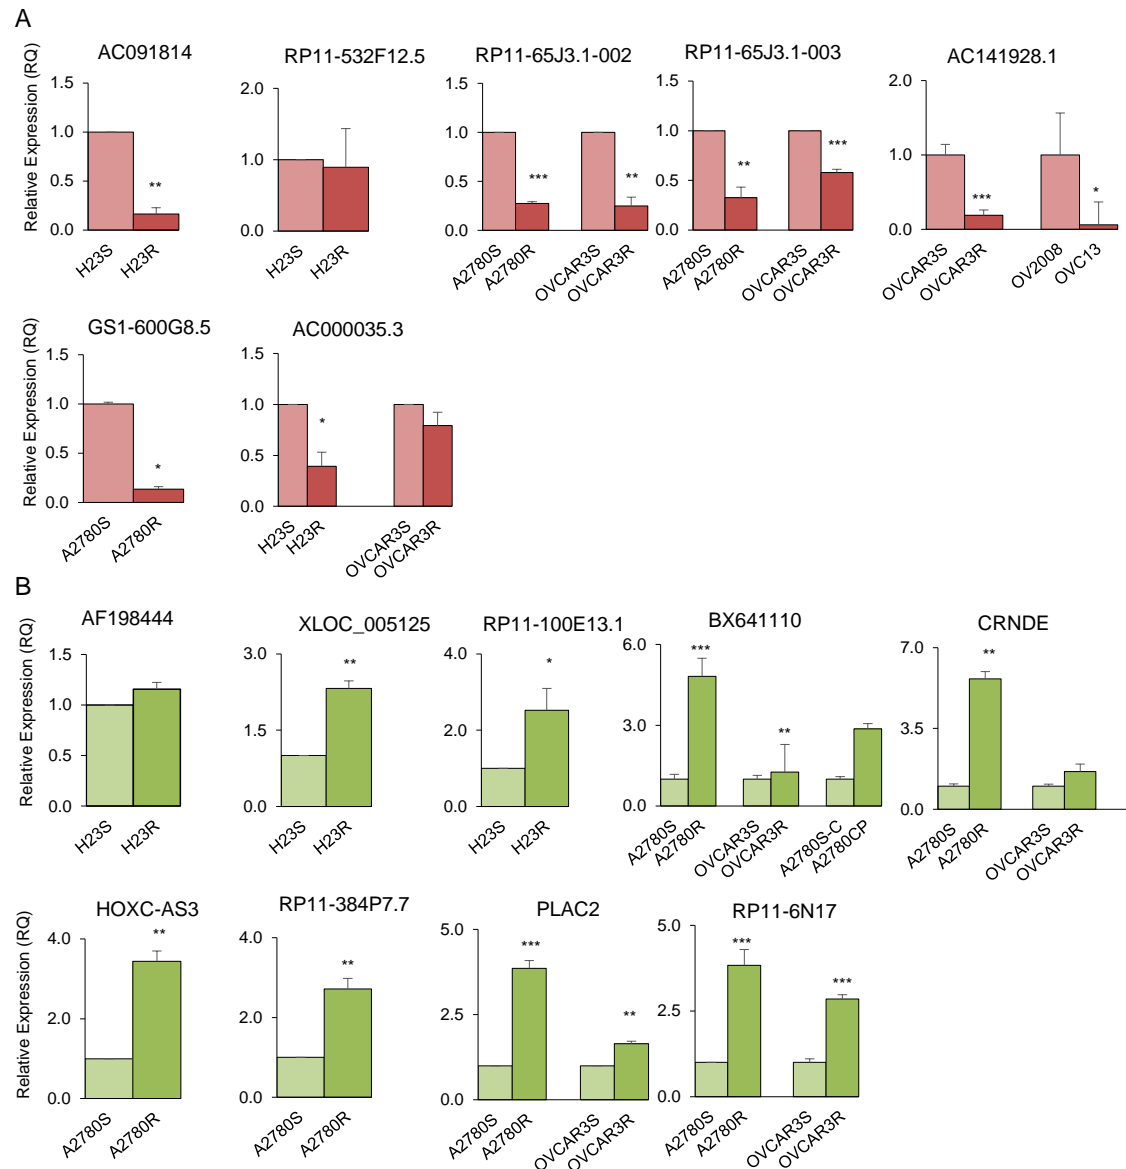 A
AC091814
RP11-532F12.5
RP11-65J3.1-002
RP11-65J3.1-003
AC141928.1
Relative Expression (RQ)
1.5
1.0
0.5
0.0
H23S
H23R
**
2.0
1.0
0.0
H23S
H23R
1.5
1.0
0.5
0.0
***
**
A2780S
A2780R
OVCAR3S
OVCAR3R
1.5
1.0
0.5
0.0
**
***
A2780S
A2780R
OVCAR3S
OVCAR3R
2.0
1.0
0.0
***
*
OVCAR3S
OVCAR3R
OV2008
OVC13
GS1-600G8.5
AC000035.3
Relative Expression (RQ)
1.5
1.0
0.5
0.0
*
A2780S
A2780R
2.0
1.0
0.5
0.0
*
H23S
H23R
OVCAR3S
OVCAR3R
B
AF198444
XLOC_005125
RP11-100E13.1
BX641110
CRNDE
Relative Expression (RQ)
1.5
1.0
0.5
0.0
H23S
H23R
3.0
1.5
0.0
**
H23S
H23R
4.0
2.0
0.0
*
H23S
H23R
6.0
3.0
0.0
***
**
A2780S
A2780R
OVCAR3S
OVCAR3R
A2780S-C
A2780CP
7.0
3.5
0.0
**
A2780S
A2780R
OVCAR3S
OVCAR3R
HOXC-AS3
RP11-384P7.7
PLAC2
RP11-6N17
Relative Expression (RQ)
4.0
2.0
0.0
**
A2780S
A2780R
4.0
2.0
0.0
**
A2780S
A2780R
5.0
2.5
0.0
***
**
A2780S
A2780R
OVCAR3S
OVCAR3R
5.0
2.5
0.0
***
***
A2780S
A2780R
OVCAR3S
OVCAR3R